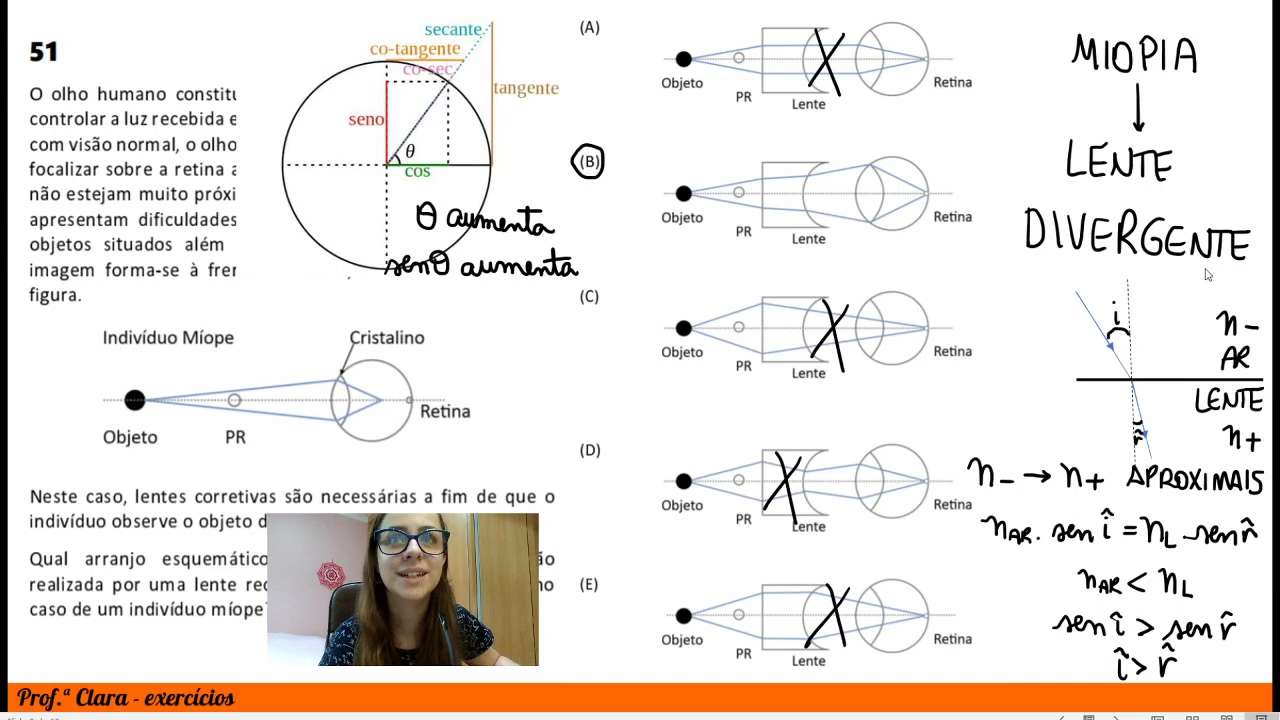 51
O olho humano constitu
controlar a luz recebida e
com visão normal, o olho
focalizar sobre a retina a
não estejam muito próxi
apresentam dificuldades
objetos situados além
imagem forma-se à frer
figura.
secante
co-tangente
co-sec
tangente
seno
θ
cos
θ aumenta
senθ aumenta
Indivíduo Míope
Cristalino
Retina
Objeto
PR
Neste caso, lentes corretivas são necessárias a fim de que o
indivíduo observe o objeto d
Qual arranjo esquemático
ão
realizada por uma lente rec
no
caso de um indivíduo míope
(A)
Objeto
PR
Lente
Retina
(B)
Objeto
PR
Lente
Retina
(C)
Objeto
PR
Lente
Retina
(D)
Objeto
PR
Lente
Retina
(E)
Objeto
PR
Lente
Retina
MIOPIA
LENTE
DIVERGENTE
i
n-
AR
LENTE
r̂
n+
n- → n+ APROXIMAIS
nAR. sen î = nL . sen r̂
nAR < nL
sen î > sen r̂
î > r̂
Prof.ª Clara - exercícios